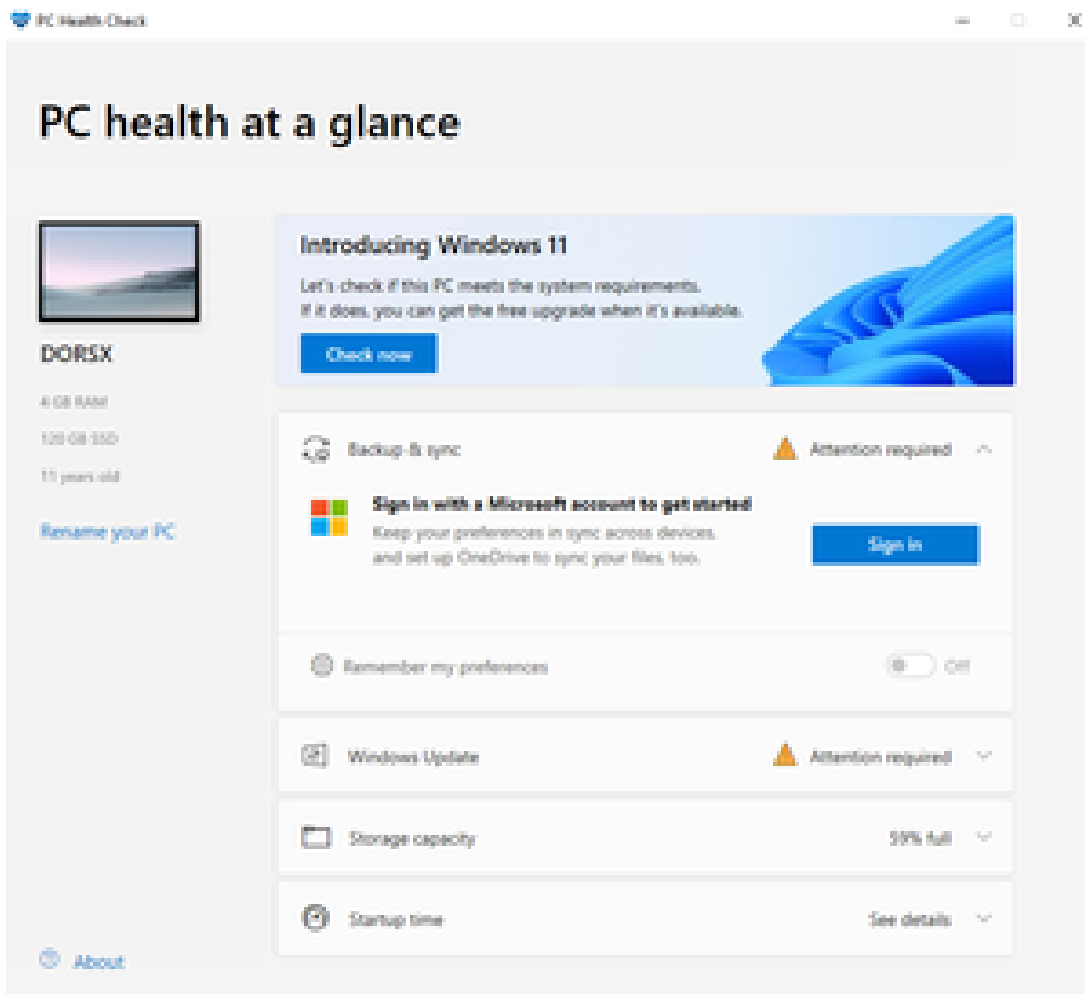 PC Health Check
PC health at a glance
Introducing Windows 11
Let's check if this PC meets the system requirements.
If it does, you can get the free upgrade when it's available.
Check now
DORSX
4 GB RAM
120 GB SSD
11 years old
Rename your PC
Backup & sync
Attention required
Sign in with a Microsoft account to get started
Keep your preferences in sync across devices,
and set up OneDrive to sync your files, too.
Sign in
Remember my preferences
Off
Windows Update
Attention required
Storage capacity
59% full
Startup time
See details
About